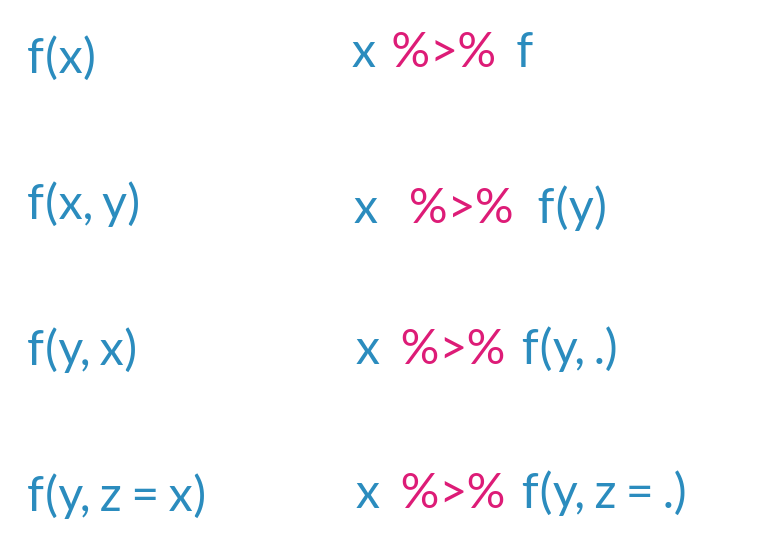 f(x) x %>% f
f(x, y) x %>% f(y)
f(y, x) x %>% f(y, .)
f(y, z = x) x %>% f(y, z = .)